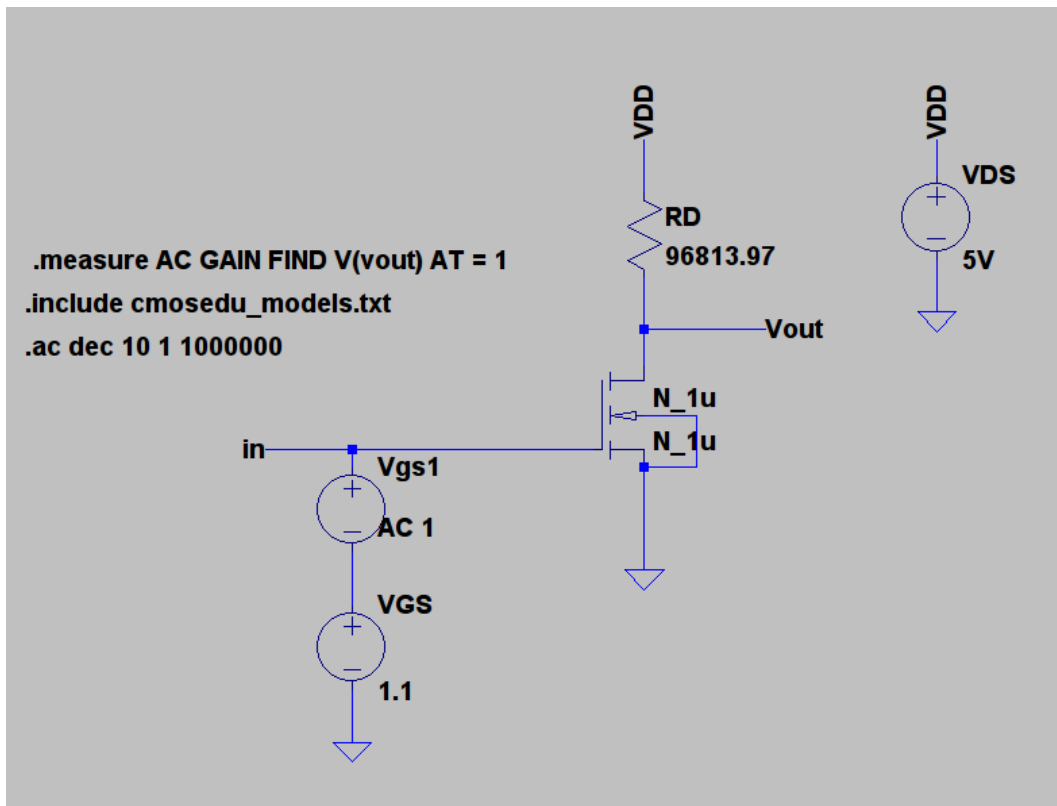 VDD
VDD
VDS
RD
.measure AC GAIN FIND V(vout) AT = 1
96813.97
5V
.include cmosedu_models.txt
Vout
.ac dec 10 1 1000000
N_1u
in
N_1u
Vgs1
AC 1
VGS
1.1